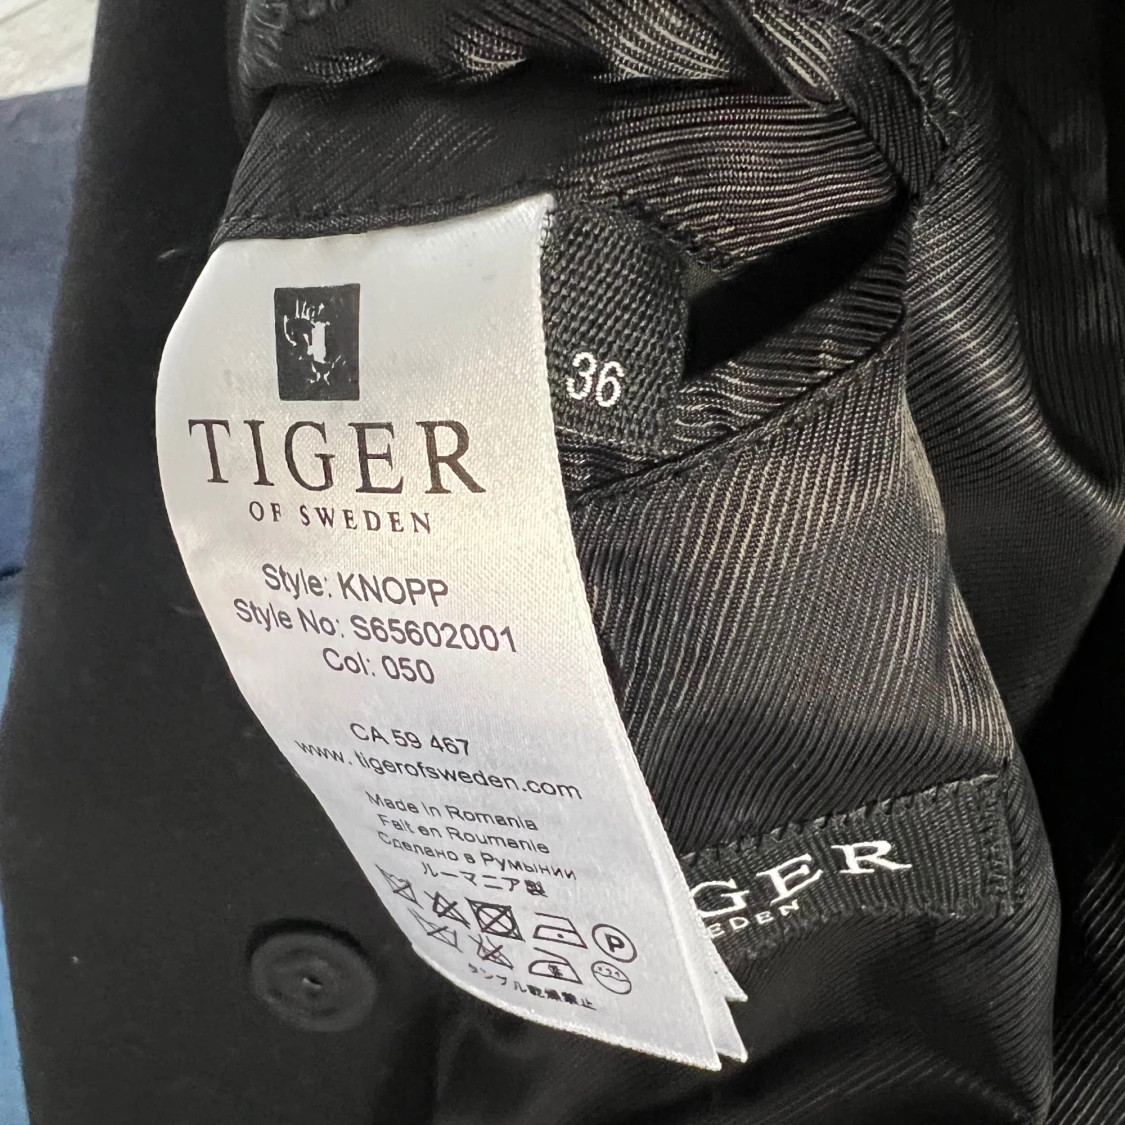 TIGER
OF SWEDEN
36
Style: KNOPP
Style No: S65602001
Col: 050
CA 59 467
www.tigerofsweden.com
Made in Romania
Fait en Roumanie
Сделано в Румынии
ルーマニア製
P
タンブル乾燥禁止
GER
EDEN